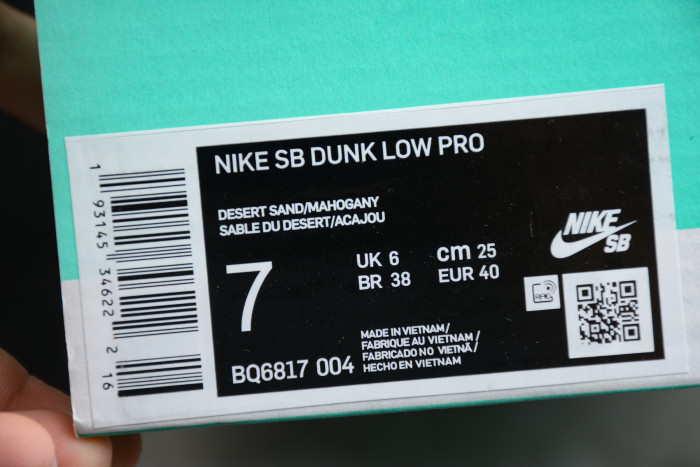 NIKE SB DUNK LOW PRO
DESERT SAND/MAHOGANY
SABLE DU DESERT/ACAJOU
7
UK 6
cm 25
BR 38
EUR 40
NIKE
SB
MADE IN VIETNAM/
FABRIQUE AU VIETNAM/
FABRICADO NO VIETNÃ/
HECHO EN VIETNAM
BQ6817 004
1 93145 34622 2 16